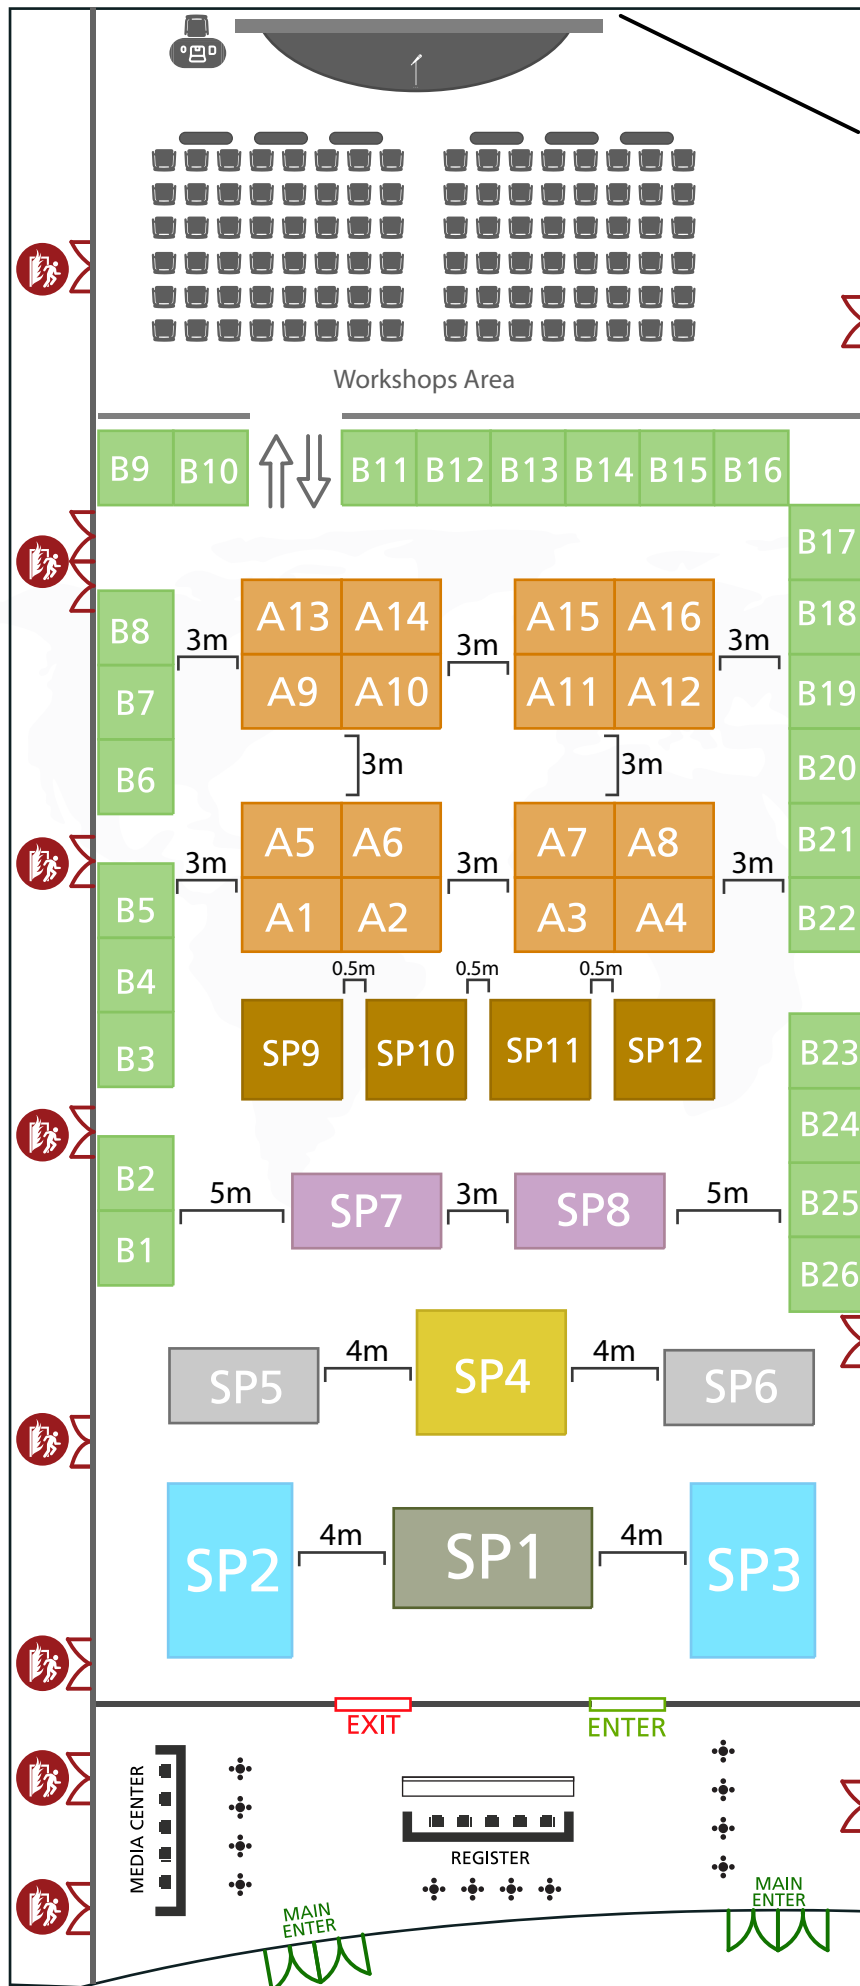 Workshops Area
B9 B10 B11 B12 B13 B14 B15 B16
B17
A13 A14 A15 A16
B18
B8
3m 3m 3m
A9 A10 A11 A12
B19
B7
3m 3m
B20
B6
A5 A6 A7 A8
B21
3m 3m 3m
B5
A1 A2 A3 A4
B22
0.5m 0.5m 0.5m
B4
SP9 SP10 SP11 SP12
B23
B3
B24
B2
5m SP7 3m SP8 5m
B25
B1
B26
4m 4m
SP5 SP4 SP6
4m 4m
SP2 SP1 SP3
EXIT ENTER
MEDIA CENTER
REGISTER
MAIN
ENTER
MAIN
ENTER